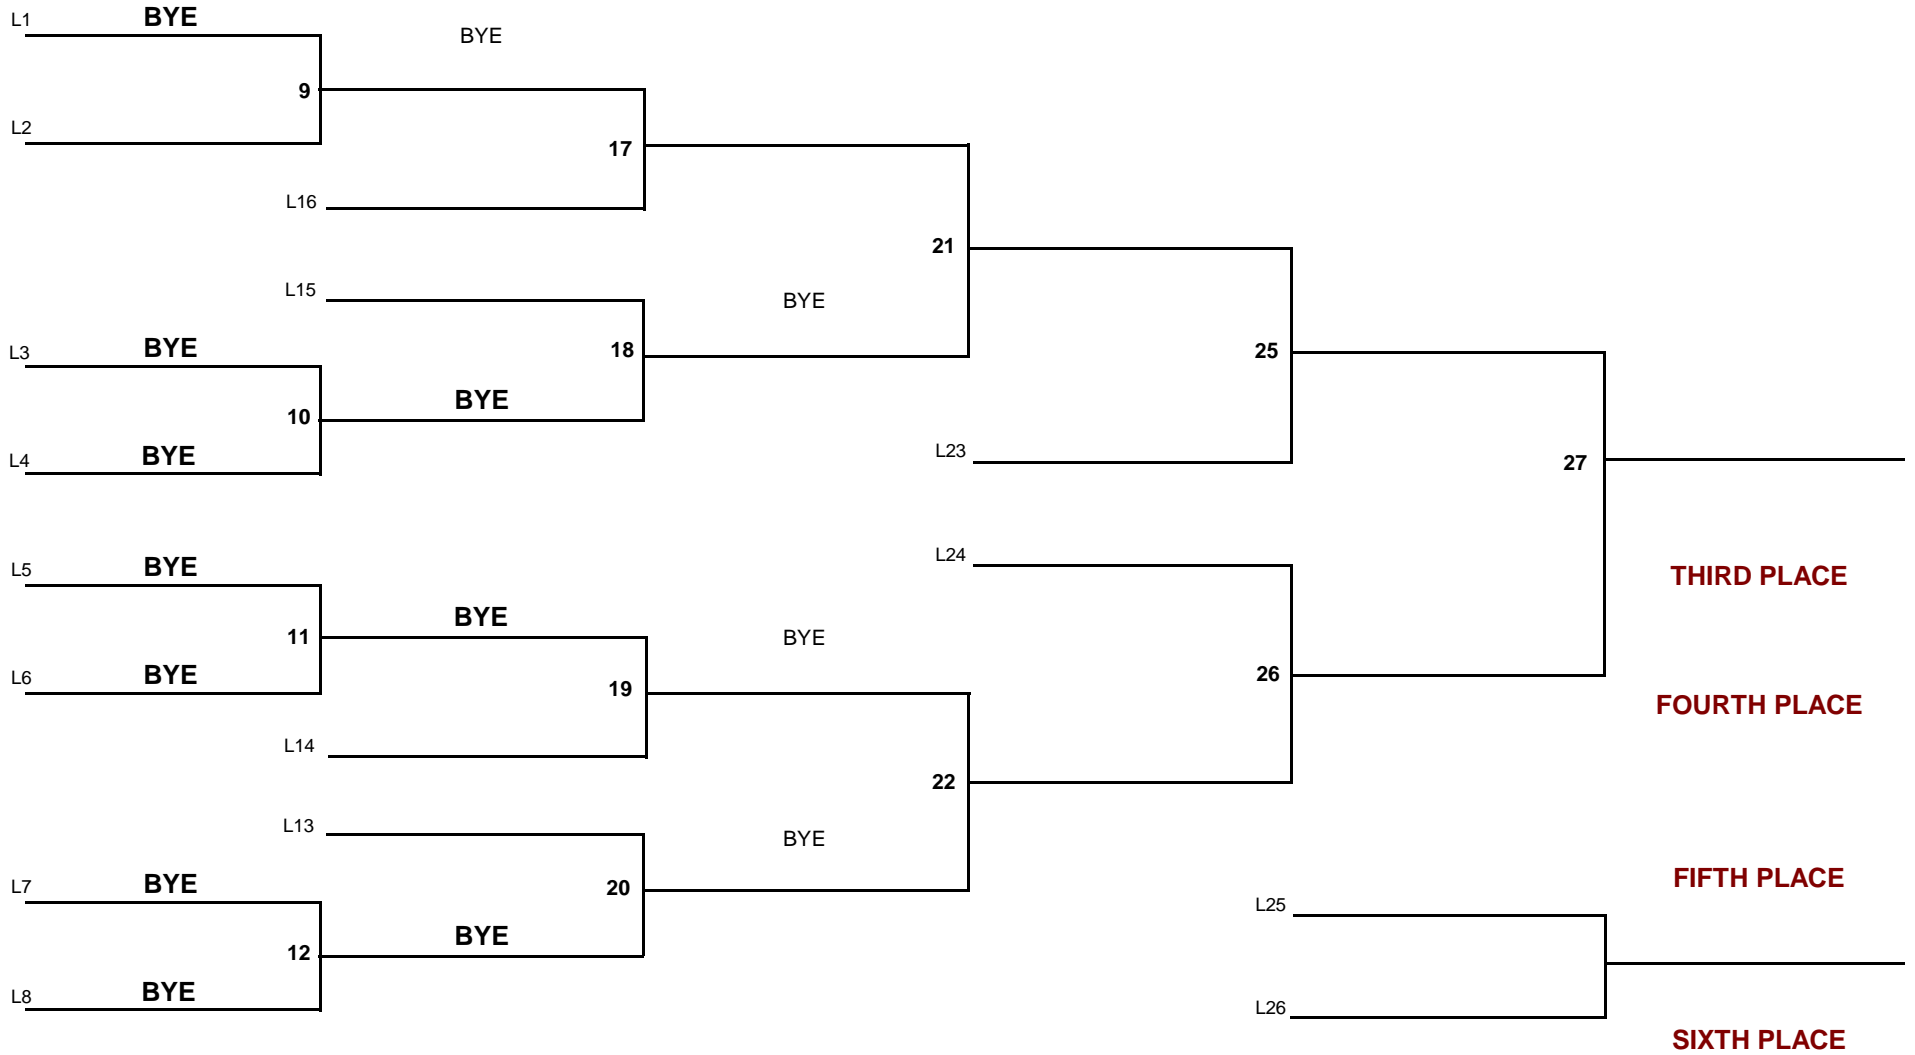 L1 BYE
BYE
9
L2
17
L16
21
L15 BYE
L3 BYE
18 25
BYE
10
L4 BYE
L23
27
L24
L5 BYE
THIRD PLACE
BYE BYE
11
L6 BYE
26
19
FOURTH PLACE
L14
22
L13 BYE
L7 BYE
20
FIFTH PLACE
L25
BYE
12
L8 BYE
L26
SIXTH PLACE